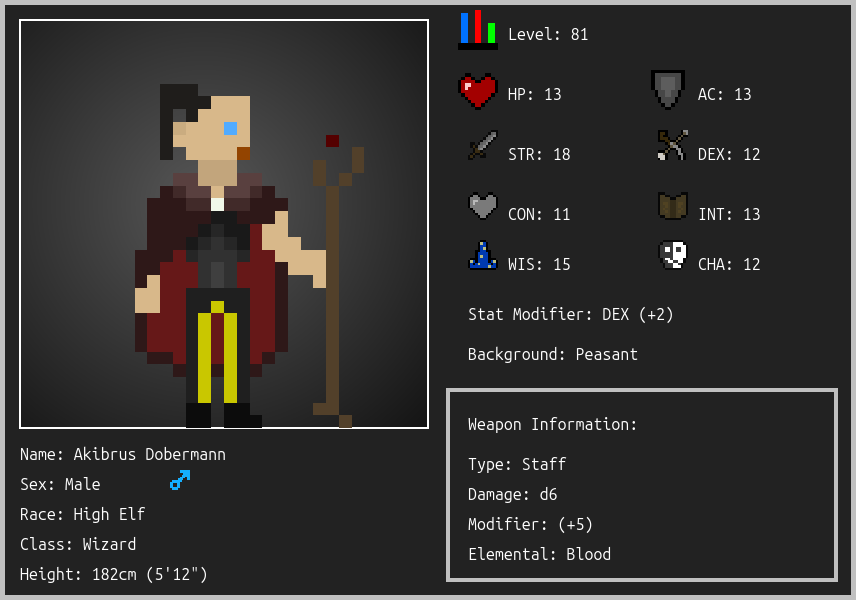 Level: 81
HP: 13
AC: 13
STR: 18
DEX: 12
CON: 11
INT: 13
WIS: 15
CHA: 12
Stat Modifier: DEX (+2)
Background: Peasant
Weapon Information:
Type: Staff
Damage: d6
Modifier: (+5)
Elemental: Blood
Name: Akibrus Dobermann
Sex: Male
Race: High Elf
Class: Wizard
Height: 182cm (5'12")